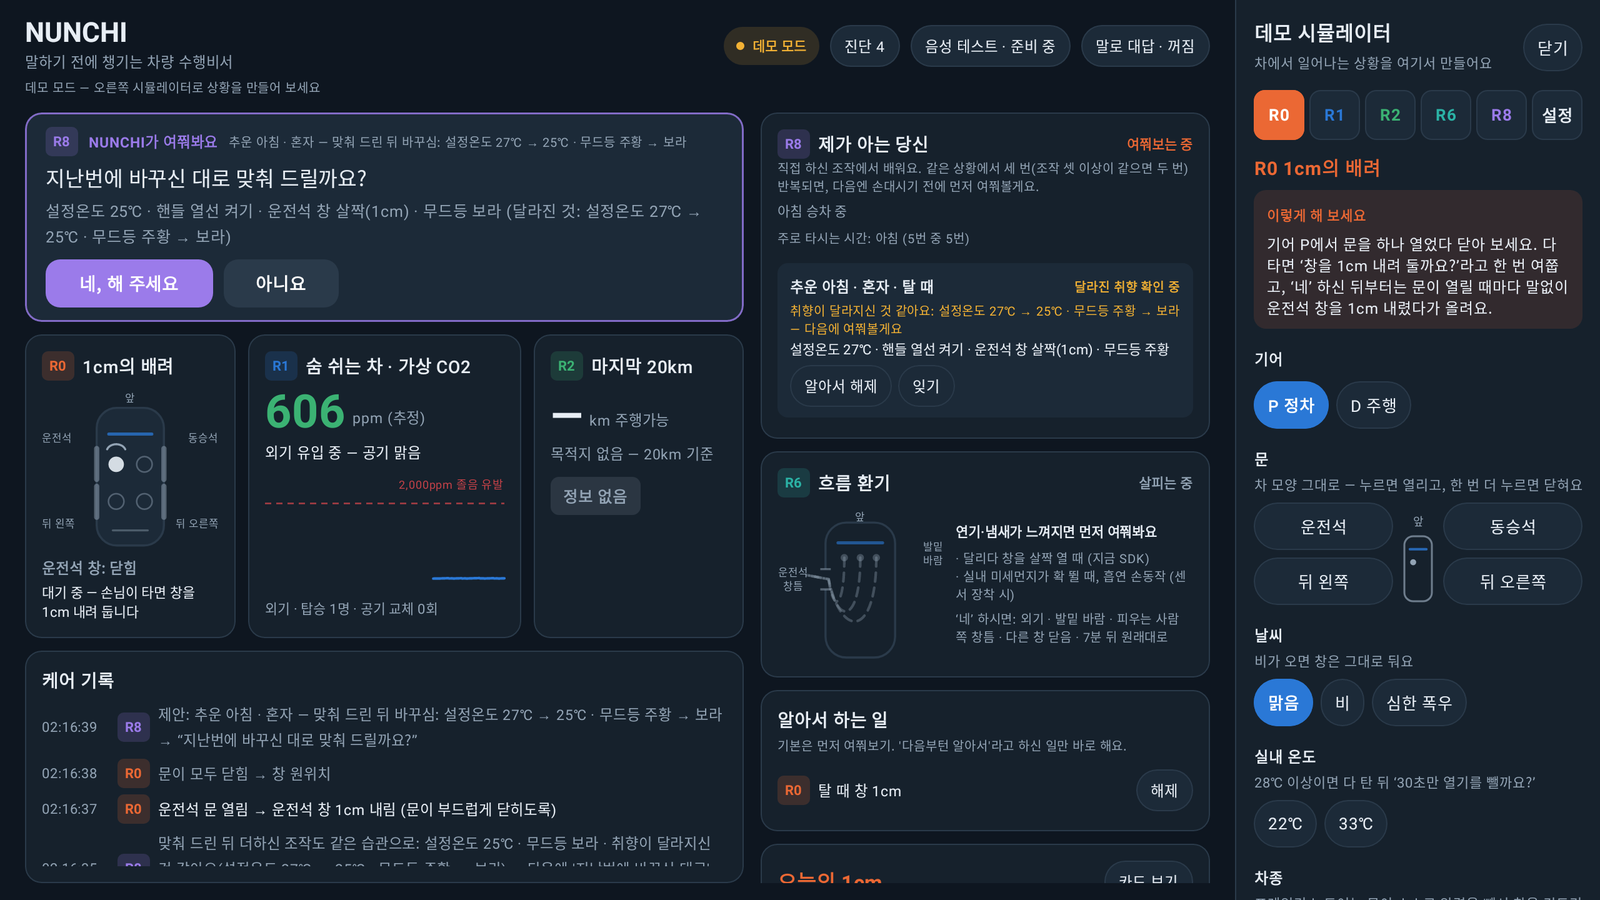 NUNCHI
말하기 전에 챙기는 차량 수행비서
데모 모드 — 오른쪽 시뮬레이터로 상황을 만들어 보세요
데모 모드
진단 4
음성 테스트 · 준비 중
말로 대답 · 꺼짐
R8 NUNCHI가 여쭤봐요 추운 아침 · 혼자 — 맞춰 드린 뒤 바꾸심: 설정온도 27℃ → 25℃ · 무드등 주황 → 보라
지난번에 바꾸신 대로 맞춰 드릴까요?
설정온도 25℃ · 핸들 열선 켜기 · 운전석 창 살짝(1cm) · 무드등 보라 (달라진 것: 설정온도 27℃ →
25℃ · 무드등 주황 → 보라)
네, 해 주세요
아니요
R0 1cm의 배려
앞
운전석
동승석
뒤 왼쪽
뒤 오른쪽
운전석 창: 닫힘
대기 중 — 손님이 타면 창을
1cm 내려 둡니다
R1 숨 쉬는 차 · 가상 CO2
606 ppm (추정)
외기 유입 중 — 공기 맑음
2,000ppm 졸음 유발
외기 · 탑승 1명 · 공기 교체 0회
R2 마지막 20km
— km 주행가능
목적지 없음 — 20km 기준
정보 없음
케어 기록
02:16:39 R8 제안: 추운 아침 · 혼자 — 맞춰 드린 뒤 바꾸심: 설정온도 27℃ → 25℃ · 무드등 주황 → 보라
→ “지난번에 바꾸신 대로 맞춰 드릴까요?”
02:16:38 R0 문이 모두 닫힘 → 창 원위치
02:16:37 R0 운전석 문 열림 → 운전석 창 1cm 내림 (문이 부드럽게 닫히도록)
맞춰 드린 뒤 더하신 조작도 같은 습관으로: 설정온도 25℃ · 무드등 보라 · 취향이 달라지신
R8 제가 아는 당신
여쭤보는 중
직접 하신 조작에서 배워요. 같은 상황에서 세 번(조작 셋 이상이 같으면 두 번)
반복되면, 다음엔 손대시기 전에 먼저 여쭤볼게요.
아침 승차 중
주로 타시는 시간: 아침 (5번 중 5번)
추운 아침 · 혼자 · 탈 때
달라진 취향 확인 중
취향이 달라지신 것 같아요: 설정온도 27℃ → 25℃ · 무드등 주황 → 보라
— 다음에 여쭤볼게요
설정온도 27℃ · 핸들 열선 켜기 · 운전석 창 살짝(1cm) · 무드등 주황
알아서 해제
잊기
R6 흐름 환기
살피는 중
앞
운전석
창틈
발밑
바람
연기·냄새가 느껴지면 먼저 여쭤봐요
· 달리다 창을 살짝 열 때 (지금 SDK)
· 실내 미세먼지가 확 뛸 때, 흡연 손동작 (센
서 장착 시)
‘네’ 하시면: 외기 · 발밑 바람 · 피우는 사람
쪽 창틈 · 다른 창 닫음 · 7분 뒤 원래대로
알아서 하는 일
기본은 먼저 여쭤보기. '다음부턴 알아서'라고 하신 일만 바로 해요.
R0 탈 때 창 1cm
해제
오늘의 1cm
카드 보기
데모 시뮬레이터
차에서 일어나는 상황을 여기서 만들어요
닫기
R0
R1
R2
R6
R8
설정
R0 1cm의 배려
이렇게 해 보세요
기어 P에서 문을 하나 열었다 닫아 보세요. 다
타면 ‘창을 1cm 내려 둘까요?’라고 한 번 여쭙
고, ‘네’ 하신 뒤부터는 문이 열릴 때마다 말없이
운전석 창을 1cm 내렸다가 올려요.
기어
P 정차
D 주행
문
차 모양 그대로 — 누르면 열리고, 한 번 더 누르면 닫혀요
운전석
앞
동승석
뒤 왼쪽
뒤 오른쪽
날씨
비가 오면 창은 그대로 둬요
맑음
비
심한 폭우
실내 온도
28℃ 이상이면 다 탄 뒤 ‘30초만 열기를 뺄까요?’
22℃
33℃
차종